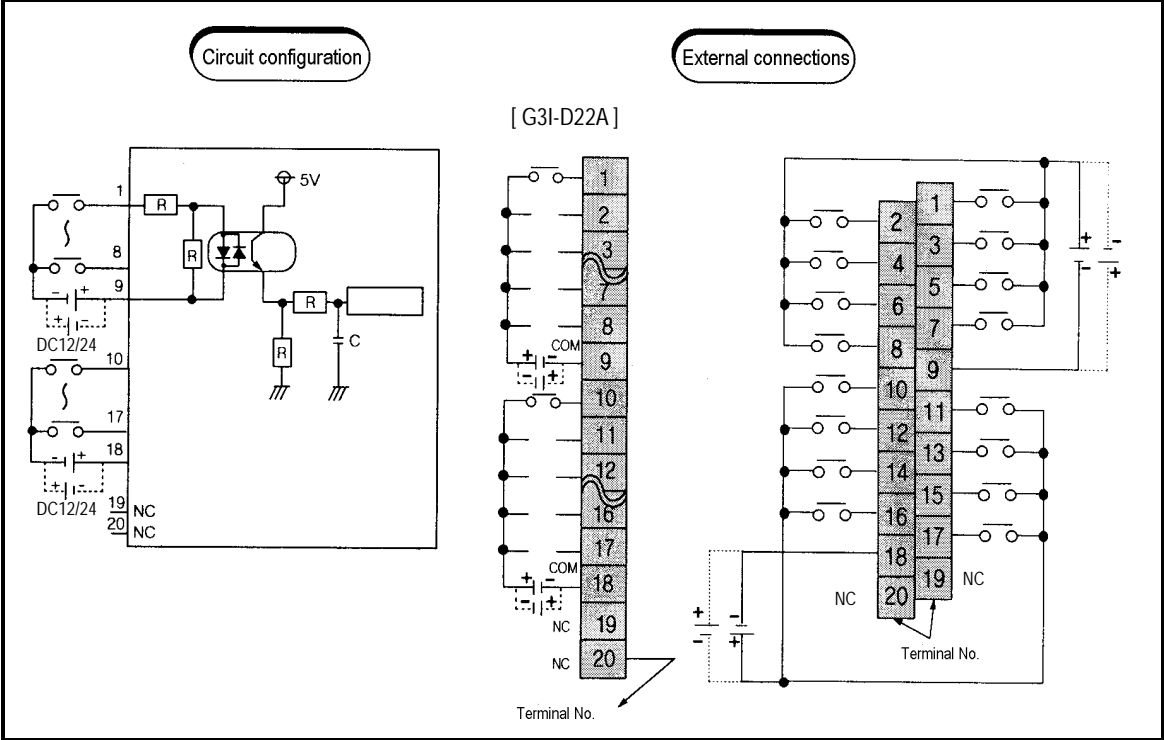 Circuit configuration
External connections
[ G3I-D22A ]
1
R
R
5V
8
9
- +
+ -
DC12/24
R
R
C
10
17
18
- +
+ -
DC12/24
19 NC
20 NC
1
2
3
7
8
COM
+ -
- +
9
10
11
12
16
17
COM
+ -
- +
18
NC 19
NC 20
Terminal No.
2 1
4 3
6 5
8 7
10 9
12 11
14 13
16 15
18 17
20 19
NC
NC
+ -
- +
+ -
- +
Terminal No.